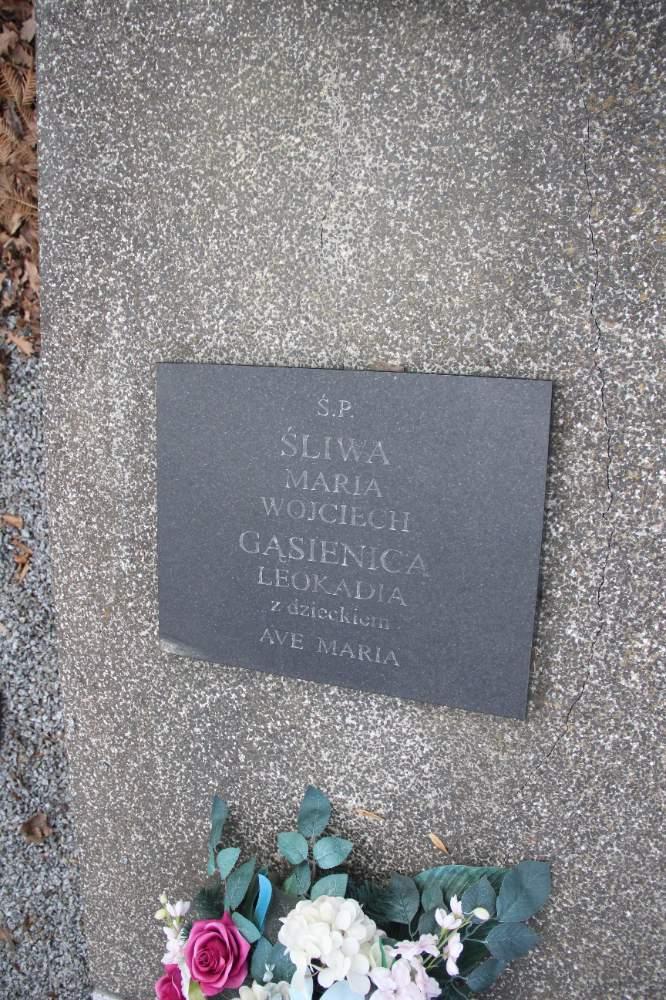 Ś.P.
ŚLIWA
MARIA
WOJCIECH
GĄSIENICA
LEOKADIA
z dzieckiem
AVE MARIA